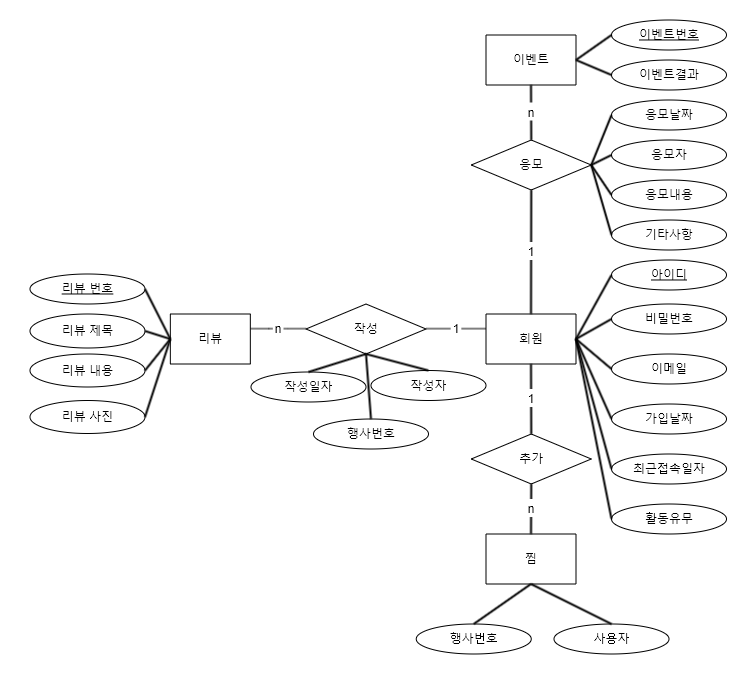 이벤트
이벤트번호
이벤트결과
n
응모
응모날짜
응모자
응모내용
기타사항
1
리뷰 번호
리뷰 제목
리뷰 내용
리뷰 사진
리뷰
n
작성
1
작성일자
작성자
행사번호
회원
아이디
비밀번호
이메일
가입날짜
최근접속일자
활동유무
1
추가
n
찜
행사번호
사용자